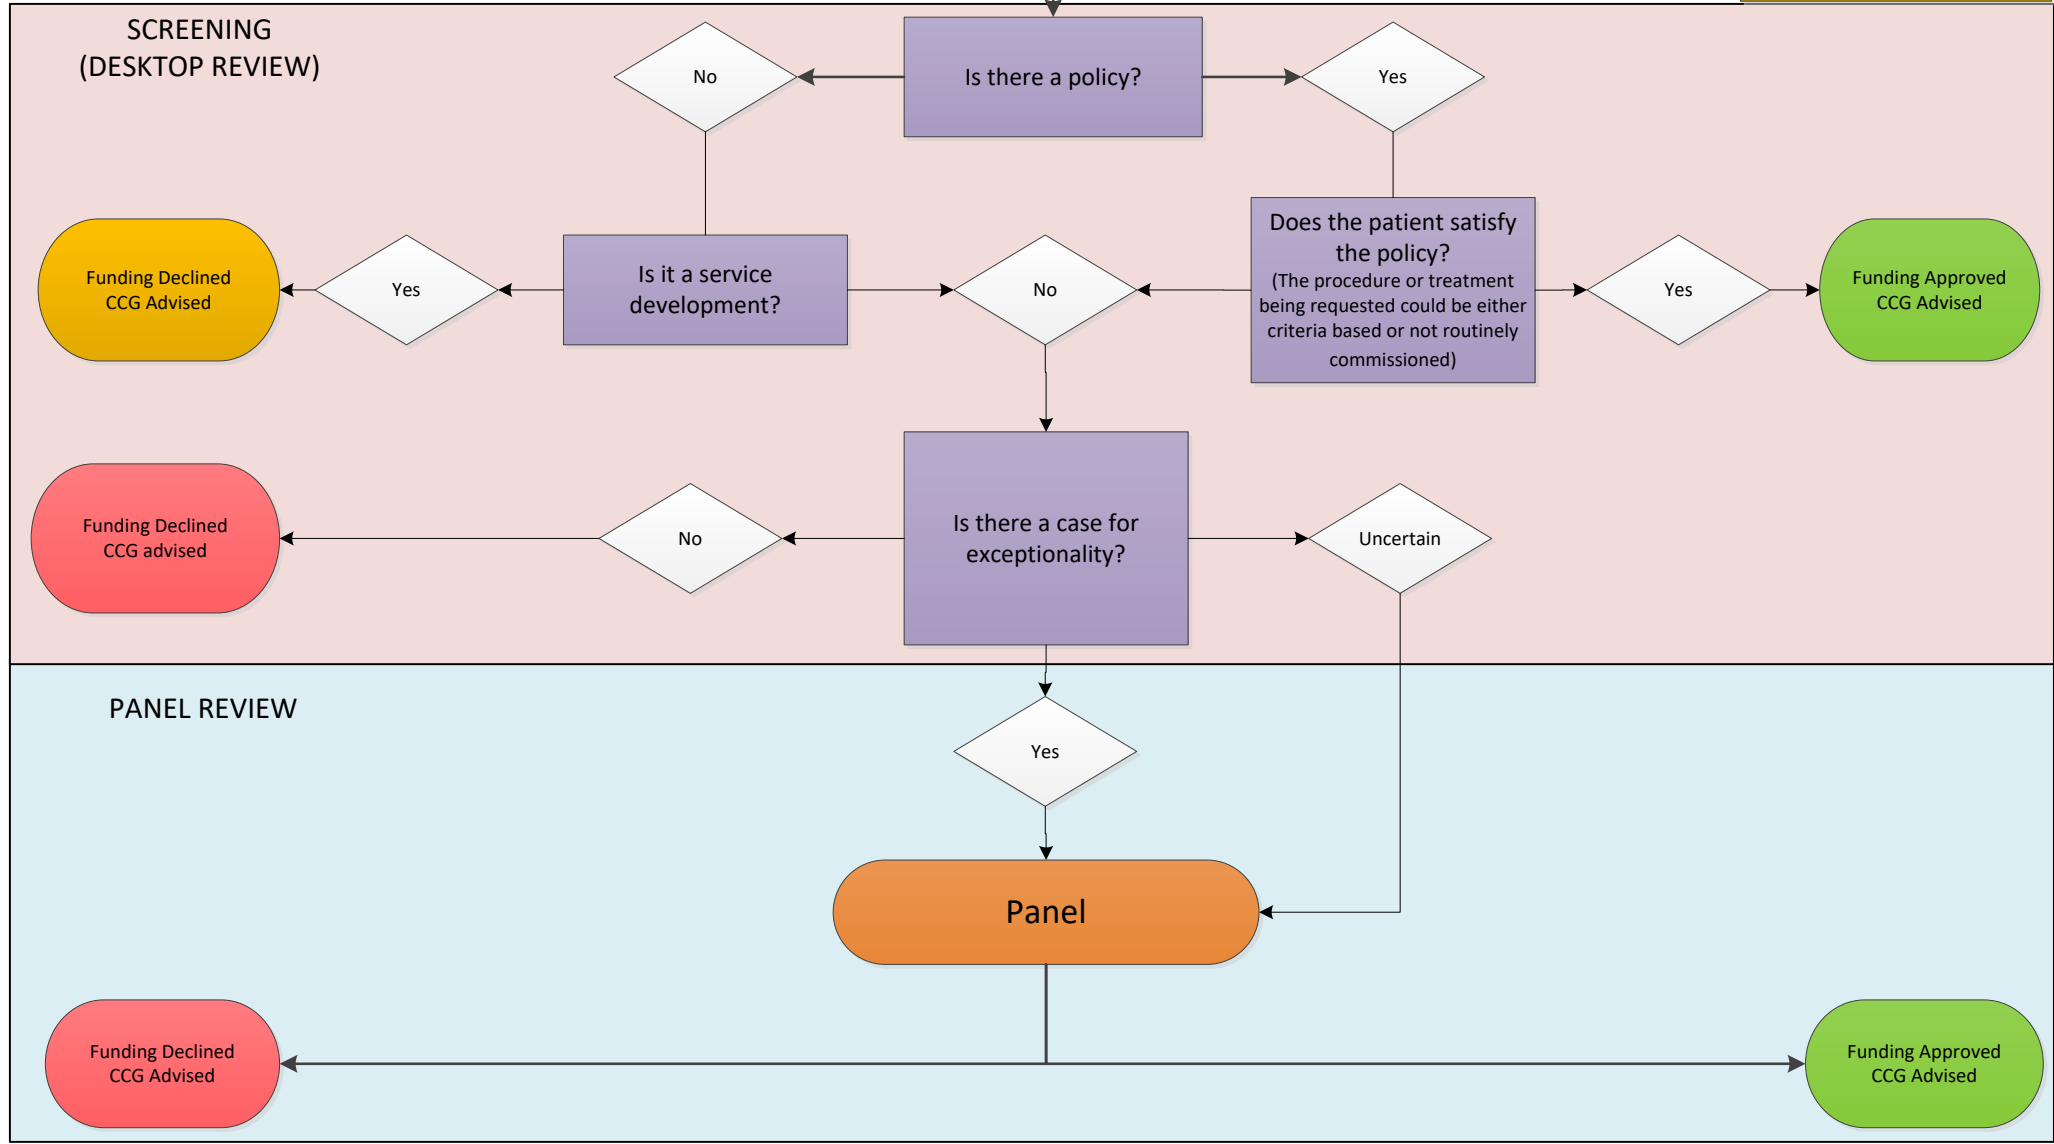 SCREENING
(DESKTOP REVIEW)
No
Is there a policy?
Yes
Funding Declined
CCG Advised
Yes
Is it a service
development?
No
Does the patient satisfy
the policy?
(The procedure or treatment
being requested could be either
criteria based or not routinely
commissioned)
Yes
Funding Approved
CCG Advised
Funding Declined
CCG advised
No
Is there a case for
exceptionality?
Uncertain
PANEL REVIEW
Yes
Panel
Funding Declined
CCG Advised
Funding Approved
CCG Advised